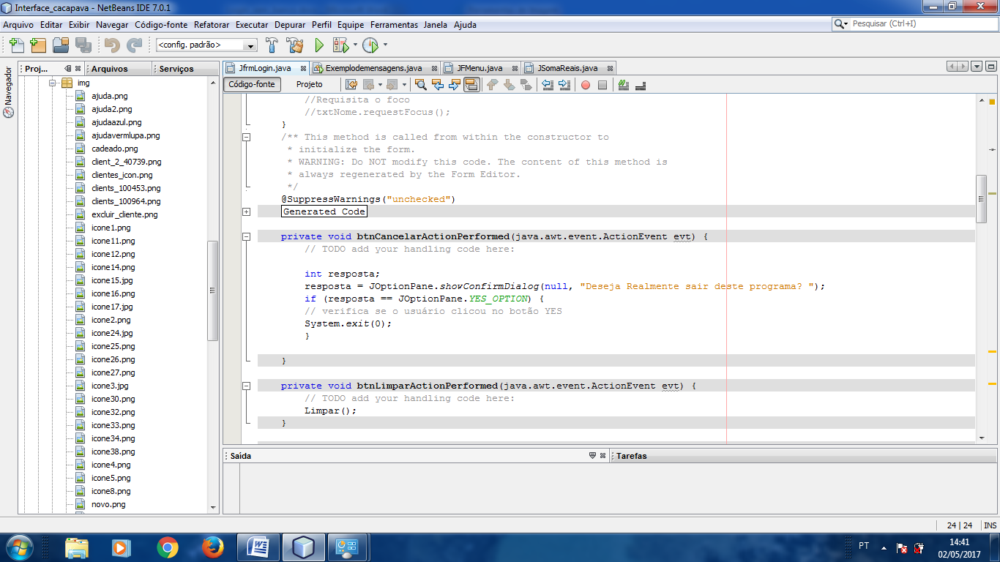 Interface_cacapava - NetBeans IDE 7.0.1
Arquivo Editar Exibir Navegar Código-fonte Refatorar Executar Depurar Perfil Equipe Ferramentas Janela Ajuda
Pesquisar (Ctrl+I)
<config. padrão>
Navegador
Proj...
Arquivos
Serviços
img
ajuda.png
ajuda2.png
ajudaazul.png
ajudavermlupa.png
cadeado.png
client_2_40739.png
clientes_icon.png
clients_100453.png
clients_100964.png
excluir_cliente.png
icone1.png
icone11.png
icone12.png
icone14.png
icone15.jpg
icone16.png
icone17.jpg
icone2.png
icone24.jpg
icone25.png
icone26.png
icone27.png
icone3.jpg
icone30.png
icone32.png
icone33.png
icone34.png
icone38.png
icone4.png
icone5.png
icone8.png
novo.png
JfrmLogin.java
Exemplodemensagens.java
JFMenu.java
JSomaReais.java
Código-fonte
Projeto
//Requisita o foco
//txtNome.requestFocus();
}
/** This method is called from within the constructor to
* initialize the form.
* WARNING: Do NOT modify this code. The content of this method is
* always regenerated by the Form Editor.
*/
@SuppressWarnings("unchecked")
Generated Code
private void btnCancelarActionPerformed(java.awt.event.ActionEvent evt) {
// TODO add your handling code here:
int resposta;
resposta = JOptionPane.showConfirmDialog(null, "Deseja Realmente sair deste programa? ");
if (resposta == JOptionPane.YES_OPTION) {
// verifica se o usuário clicou no botão YES
System.exit(0);
}
}
private void btnLimparActionPerformed(java.awt.event.ActionEvent evt) {
// TODO add your handling code here:
Limpar();
}
Saída
Tarefas
24 | 24
INS
PT
14:41
02/05/2017